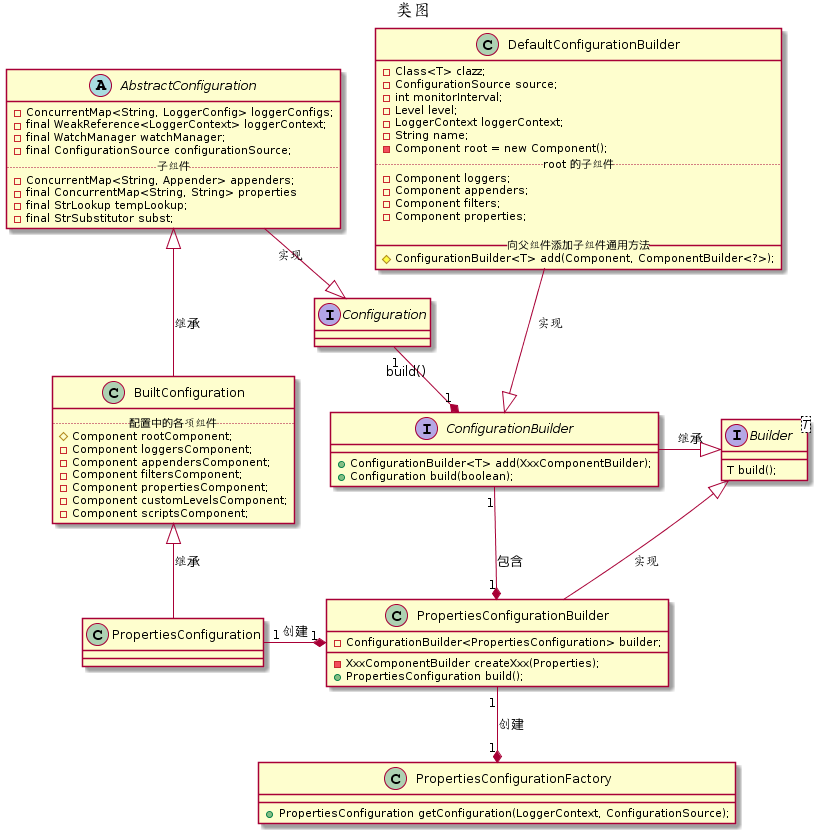 类图
C DefaultConfigurationBuilder
Class<T> clazz;
ConfigurationSource source;
int monitorInterval;
Level level;
LoggerContext loggerContext;
String name;
Component root = new Component();
root 的子组件
Component loggers;
Component appenders;
Component filters;
Component properties;
向父组件添加子组件通用方法
ConfigurationBuilder<T> add(Component, ComponentBuilder<?>);
A AbstractConfiguration
ConcurrentMap<String, LoggerConfig> loggerConfigs;
final WeakReference<LoggerContext> loggerContext;
final WatchManager watchManager;
final ConfigurationSource configurationSource;
子组件
ConcurrentMap<String, Appender> appenders;
final ConcurrentMap<String, String> properties
final StrLookup tempLookup;
final StrSubstitutor subst;
实现
I Configuration
继承
实现
1
build()
1
C BuiltConfiguration
配置中的各项组件
Component rootComponent;
Component loggersComponent;
Component appendersComponent;
Component filtersComponent;
Component propertiesComponent;
Component customLevelsComponent;
Component scriptsComponent;
I ConfigurationBuilder
ConfigurationBuilder<T> add(XxxComponentBuilder);
Configuration build(boolean);
继承
I Builder
T
T build();
1
包含
1
实现
继承
C PropertiesConfiguration
1 创建 1
C PropertiesConfigurationBuilder
ConfigurationBuilder<PropertiesConfiguration> builder;
XxxComponentBuilder createXxx(Properties);
PropertiesConfiguration build();
1
创建
1
C PropertiesConfigurationFactory
PropertiesConfiguration getConfiguration(LoggerContext, ConfigurationSource);